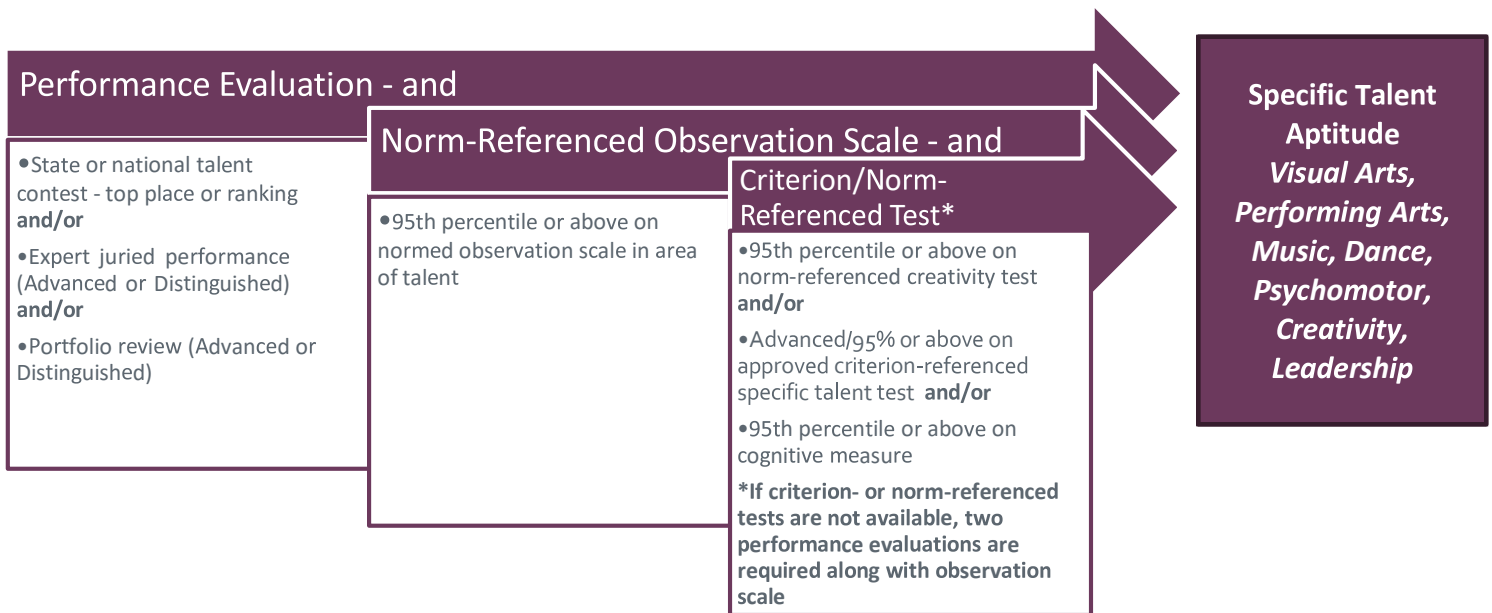 Performance Evaluation - and
•State or national talent
contest - top place or ranking
and/or
•Expert juried performance
(Advanced or Distinguished)
and/or
•Portfolio review (Advanced or
Distinguished)
Norm-Referenced Observation Scale - and
•95th percentile or above on
normed observation scale in area
of talent
Criterion/Norm-
Referenced Test*
•95th percentile or above on
norm-referenced creativity test
and/or
•Advanced/95% or above on
approved criterion-referenced
specific talent test and/or
•95th percentile or above on
cognitive measure
*If criterion- or norm-referenced
tests are not available, two
performance evaluations are
required along with observation
scale
Specific Talent
Aptitude
Visual Arts,
Performing Arts,
Music, Dance,
Psychomotor,
Creativity,
Leadership